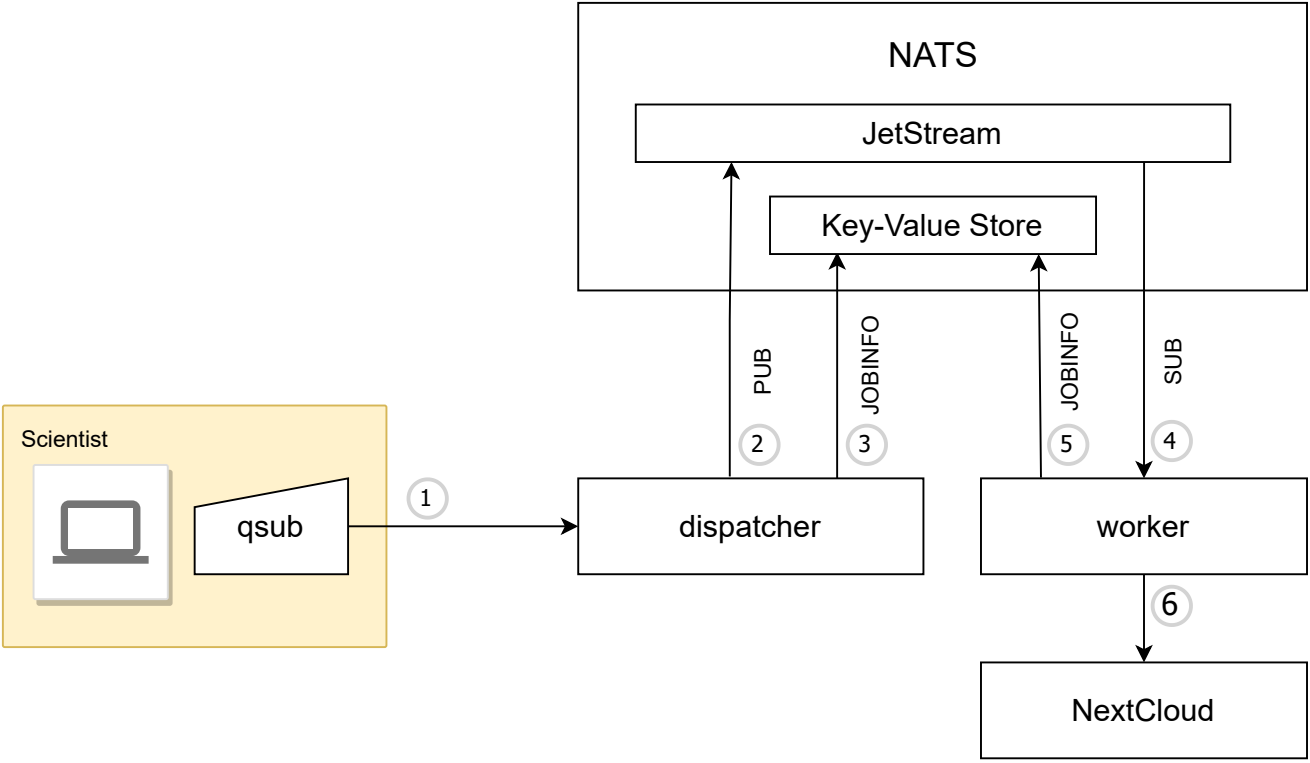 NATS
JetStream
Key-Value Store
PUB
JOBINFO
JOBINFO
SUB
2
3
5
4
Scientist
qsub
1
dispatcher
worker
6
NextCloud